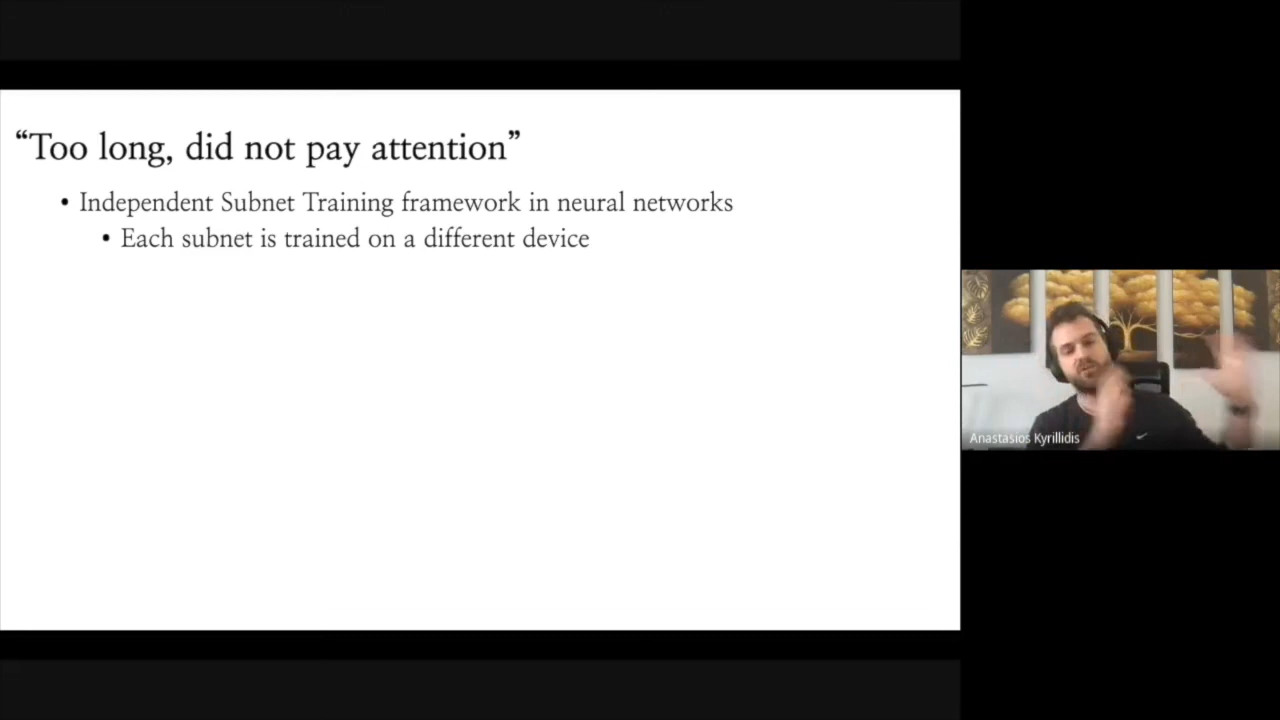 “Too long, did not pay attention”
• Independent Subnet Training framework in neural networks
• Each subnet is trained on a different device
Anastasios Kyrillidis